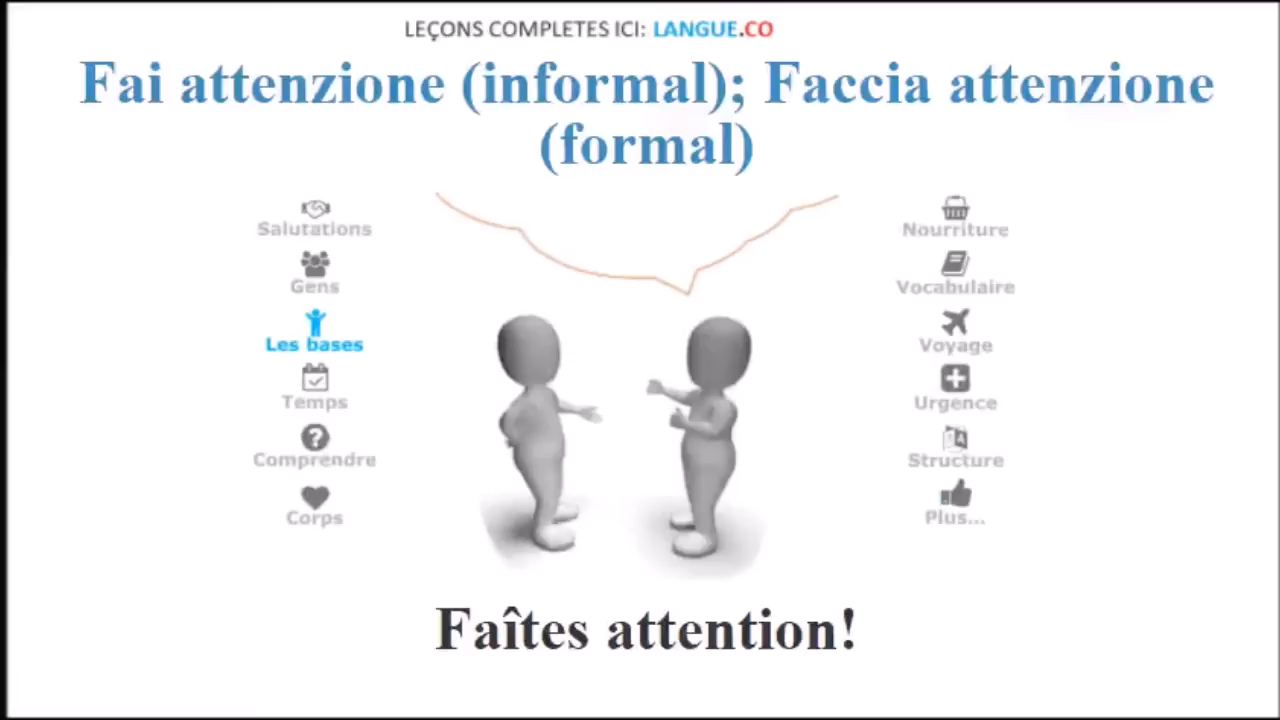 LEÇONS COMPLETES ICI: LANGUE.CO
Fai attenzione (informal); Faccia attenzione
(formal)
Salutations
Gens
Les bases
Temps
Comprendre
Corps
Nourriture
Vocabulaire
Voyage
Urgence
Structure
Plus...
Faîtes attention!